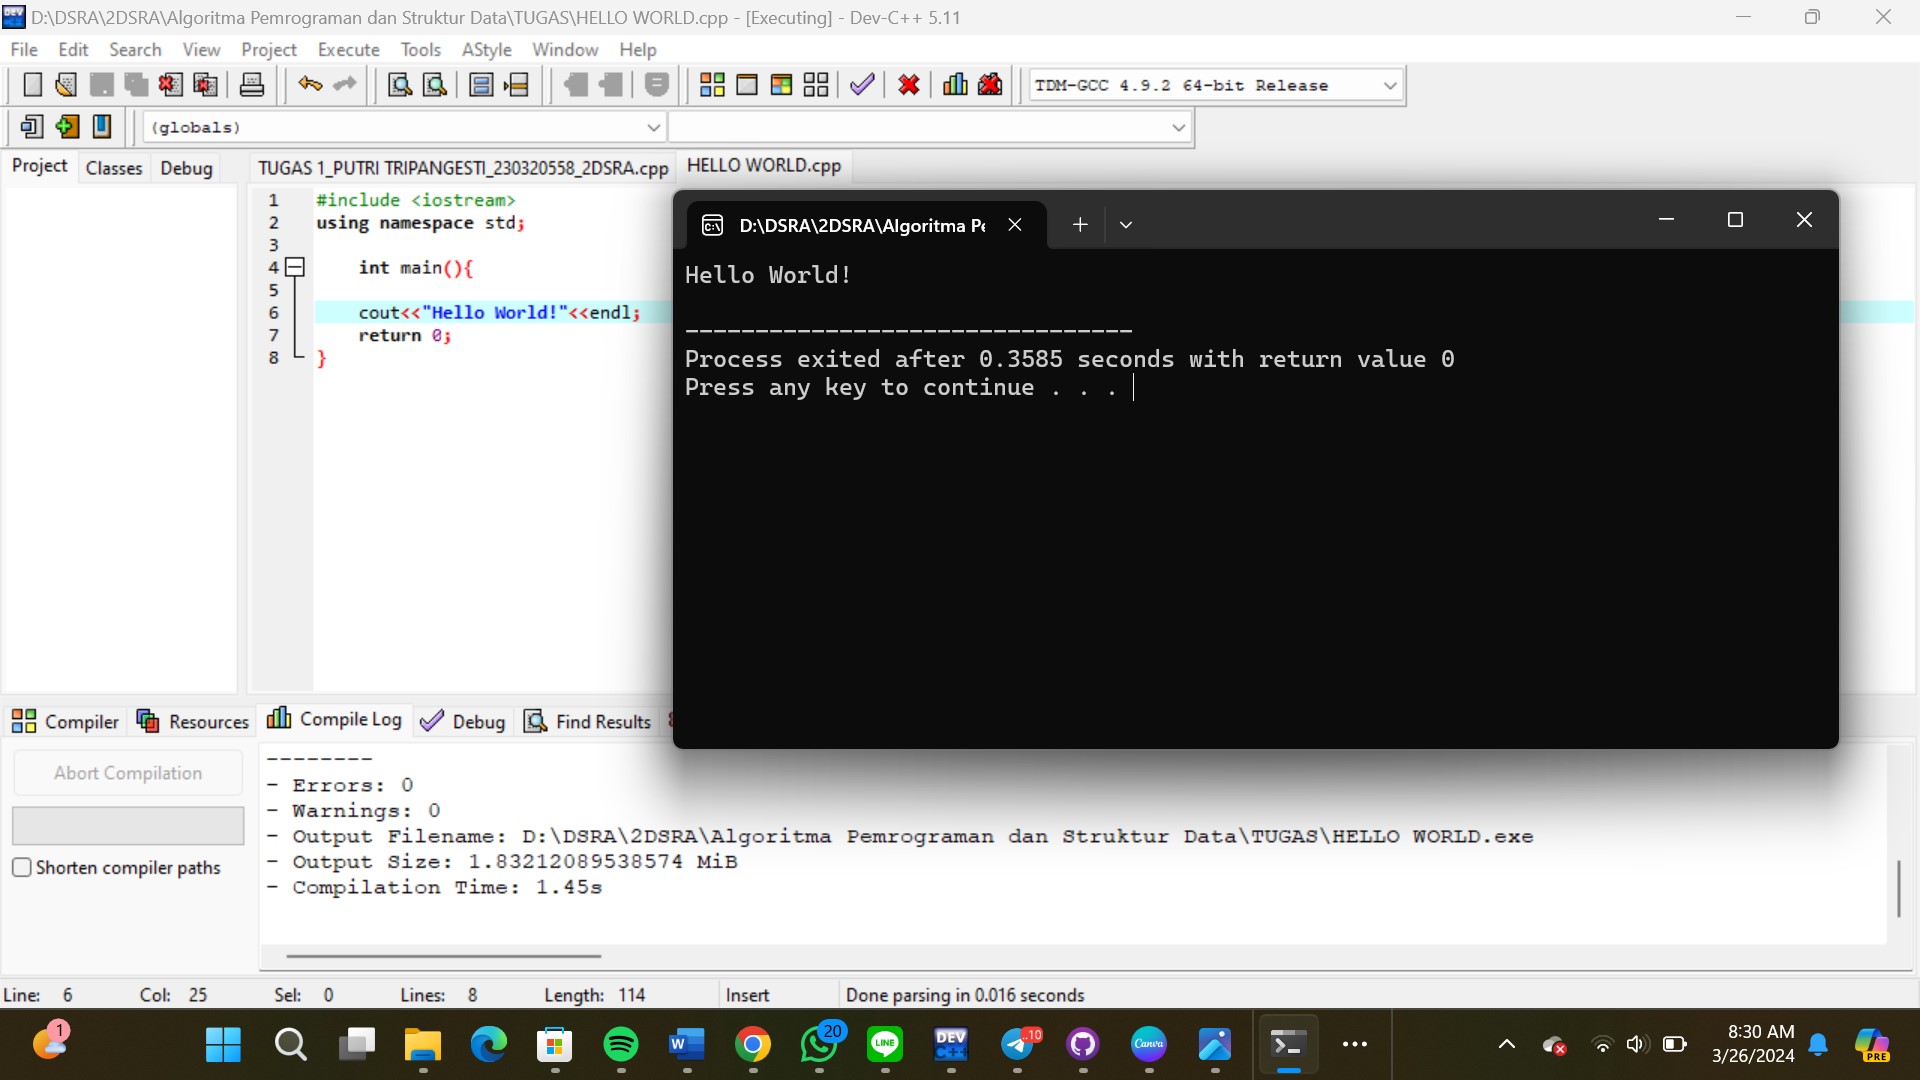 D:\DSRA\2DSRA\Algoritma Pemrograman dan Struktur Data\TUGAS\HELLO WORLD.cpp - [Executing] - Dev-C++ 5.11
File Edit Search View Project Execute Tools AStyle Window Help
TDM-GCC 4.9.2 64-bit Release
(globals)
Project Classes Debug
TUGAS 1_PUTRI TRIPANGESTI_230320558_2DSRA.cpp HELLO WORLD.cpp
1 #include <iostream>
2 using namespace std;
3
4 int main(){
5
6 cout<<"Hello World!"<<endl;
7 return 0;
8 }
D:\DSRA\2DSRA\Algoritma Pe
Hello World!
--------------------------------
Process exited after 0.3585 seconds with return value 0
Press any key to continue . . .
Compiler Resources Compile Log Debug Find Results
Abort Compilation
Shorten compiler paths
--------
- Errors: 0
- Warnings: 0
- Output Filename: D:\DSRA\2DSRA\Algoritma Pemrograman dan Struktur Data\TUGAS\HELLO WORLD.exe
- Output Size: 1.83212089538574 MiB
- Compilation Time: 1.45s
Line: 6 Col: 25 Sel: 0 Lines: 8 Length: 114 Insert Done parsing in 0.016 seconds
1
W
20
LINE
DEV C++
..10
Canva
8:30 AM
3/26/2024
PRE